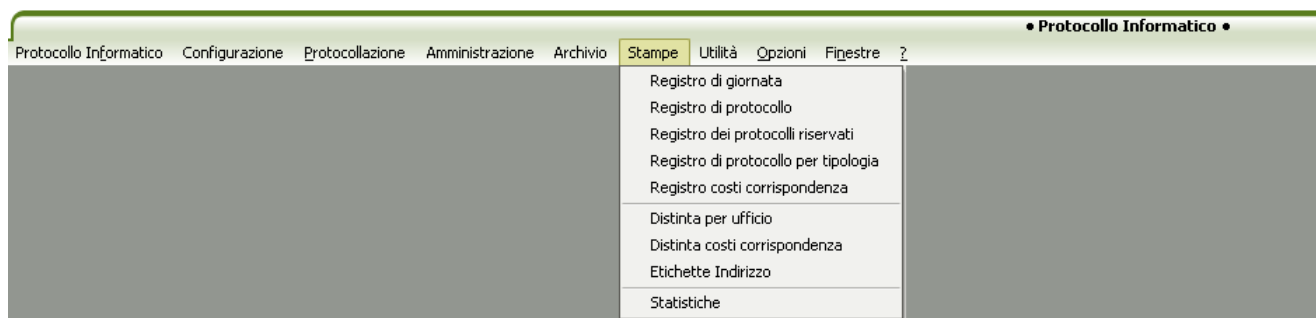 • Protocollo Informatico •
Protocollo Informatico Configurazione Protocollazione Amministrazione Archivio Stampe Utilità Opzioni Finestre ?
Registro di giornata
Registro di protocollo
Registro dei protocolli riservati
Registro di protocollo per tipologia
Registro costi corrispondenza
Distinta per ufficio
Distinta costi corrispondenza
Etichette Indirizzo
Statistiche